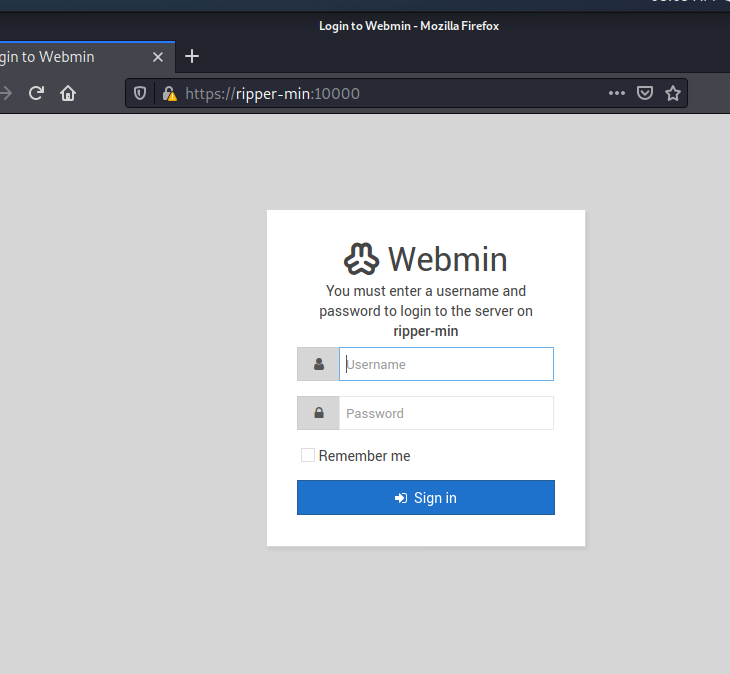 Login to Webmin - Mozilla Firefox
gin to Webmin
https://ripper-min:10000
Webmin
You must enter a username and
password to login to the server on
ripper-min
Username
Password
Remember me
Sign in